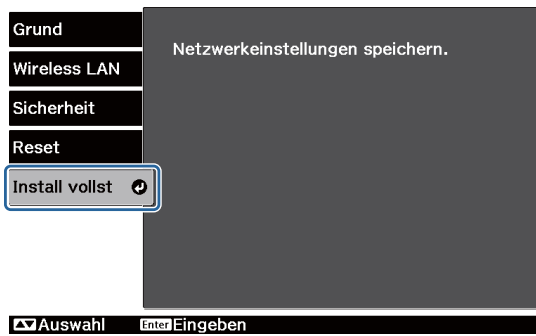 Grund
Wireless LAN
Sicherheit
Reset
Install vollst
Netzwerkeinstellungen speichern.
Auswahl Enter Eingeben